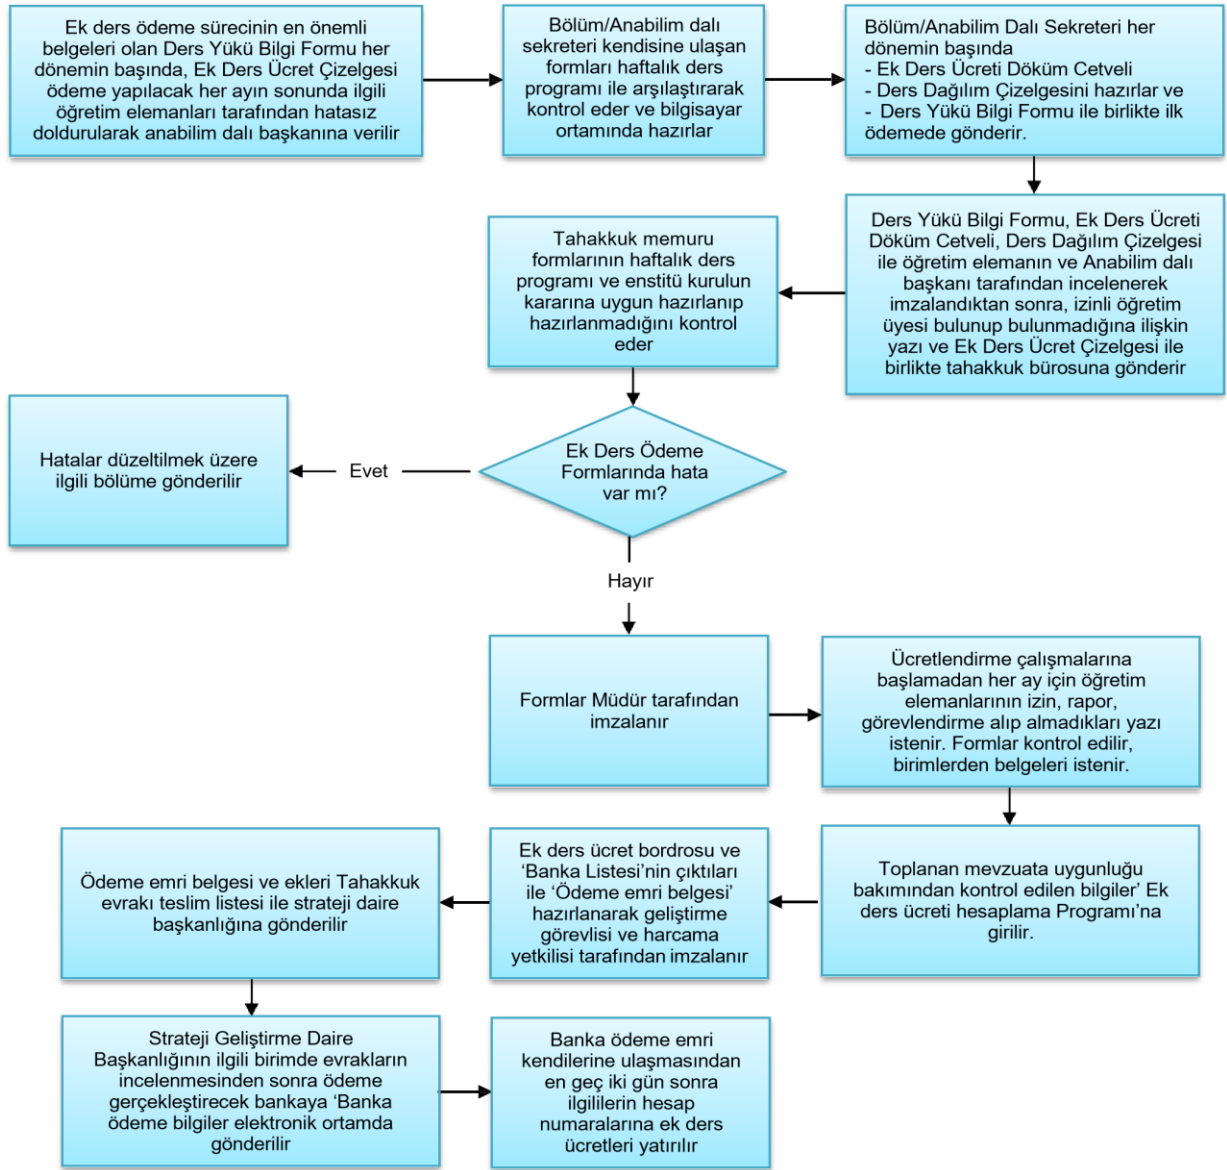 Ek ders ödeme sürecinin en önemli
belgeleri olan Ders Yükü Bilgi Formu her
dönemin başında, Ek Ders Ücret Çizelgesi
ödeme yapılacak her ayın sonunda ilgili
öğretim elemanları tarafından hatasız
doldurularak anabilim dalı başkanına verilir
Bölüm/Anabilim dalı
sekreteri kendisine ulaşan
formları haftalık ders
programı ile arşılaştırarak
kontrol eder ve bilgisayar
ortamında hazırlar
Bölüm/Anabilim Dalı Sekreteri her
dönemin başında
- Ek Ders Ücreti Döküm Cetveli
- Ders Dağılım Çizelgesini hazırlar ve
- Ders Yükü Bilgi Formu ile birlikte ilk
ödemede gönderir.
Ders Yükü Bilgi Formu, Ek Ders Ücreti
Döküm Cetveli, Ders Dağılım Çizelgesi
ile öğretim elemanın ve Anabilim dalı
başkanı tarafından incelenerek
imzalandıktan sonra, izinli öğretim
üyesi bulunup bulunmadığına ilişkin
yazı ve Ek Ders Ücret Çizelgesi ile
birlikte tahakkuk bürosuna gönderir
Tahakkuk memuru
formlarının haftalık ders
programı ve enstitü kurulun
kararına uygun hazırlanıp
hazırlanmadığını kontrol
eder
Ek Ders Ödeme
Formlarında hata
var mı?
Evet
Hatalar düzeltilmek üzere
ilgili bölüme gönderilir
Hayır
Formlar Müdür tarafından
imzalanır
Ücretlendirme çalışmalarına
başlamadan her ay için öğretim
elemanlarının izin, rapor,
görevlendirme alıp almadıkları yazı
istenir. Formlar kontrol edilir,
birimlerden belgeleri istenir.
Toplanan mevzuata uygunluğu
bakımından kontrol edilen bilgiler’ Ek
ders ücreti hesaplama Programı’na
girilir.
Ek ders ücret bordrosu ve
‘Banka Listesi’nin çıktıları
ile ‘Ödeme emri belgesi’
hazırlanarak geliştirme
görevlisi ve harcama
yetkilisi tarafından imzalanır
Ödeme emri belgesi ve ekleri Tahakkuk
evrakı teslim listesi ile strateji daire
başkanlığına gönderilir
Strateji Geliştirme Daire
Başkanlığının ilgili birimde evrakların
incelenmesinden sonra ödeme
gerçekleştirecek bankaya ‘Banka
ödeme bilgiler elektronik ortamda
gönderilir
Banka ödeme emri
kendilerine ulaşmasından
en geç iki gün sonra
ilgililerin hesap
numaralarına ek ders
ücretleri yatırılır